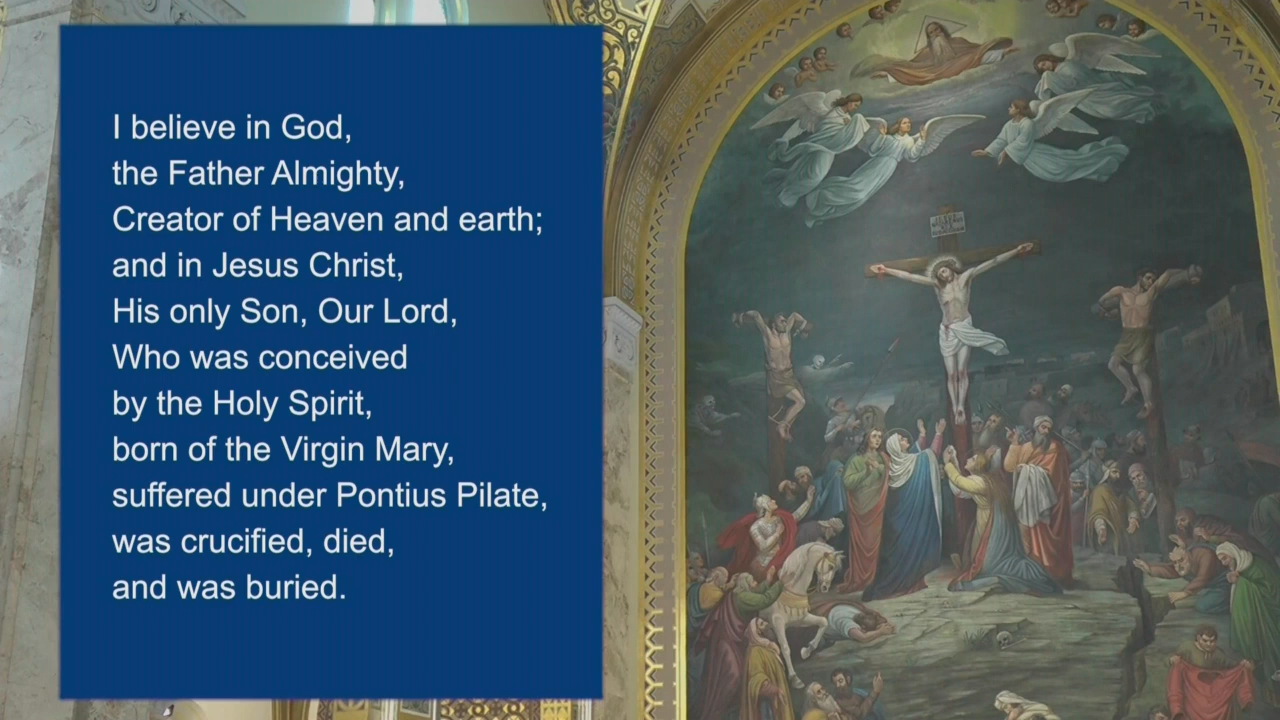 I believe in God,
the Father Almighty,
Creator of Heaven and earth;
and in Jesus Christ,
His only Son, Our Lord,
Who was conceived
by the Holy Spirit,
born of the Virgin Mary,
suffered under Pontius Pilate,
was crucified, died,
and was buried.